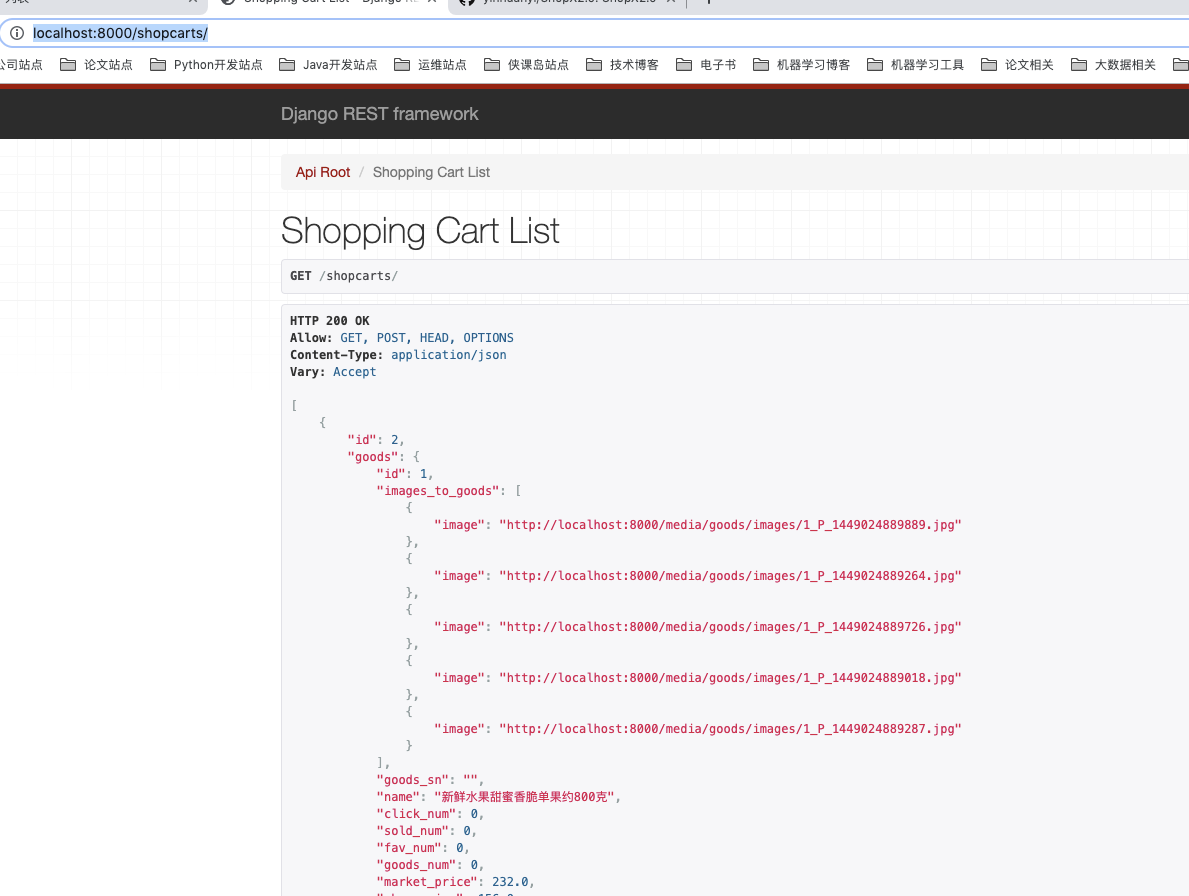 localhost:8000/shopcarts/
公司站点 论文站点 Python开发站点 Java开发站点 运维站点 侠课岛站点 技术博客 电子书 机器学习博客 机器学习工具 论文相关 大数据相关
Django REST framework
Api Root / Shopping Cart List
Shopping Cart List
GET /shopcarts/
HTTP 200 OK
Allow: GET, POST, HEAD, OPTIONS
Content-Type: application/json
Vary: Accept
[
{
"id": 2,
"goods": {
"id": 1,
"images_to_goods": [
{
"image": "http://localhost:8000/media/goods/images/1_P_1449024889889.jpg"
},
{
"image": "http://localhost:8000/media/goods/images/1_P_1449024889264.jpg"
},
{
"image": "http://localhost:8000/media/goods/images/1_P_1449024889726.jpg"
},
{
"image": "http://localhost:8000/media/goods/images/1_P_1449024889018.jpg"
},
{
"image": "http://localhost:8000/media/goods/images/1_P_1449024889287.jpg"
}
],
"goods_sn": "",
"name": "新鲜水果甜蜜香脆单果约800克",
"click_num": 0,
"sold_num": 0,
"fav_num": 0,
"goods_num": 0,
"market_price": 232.0,